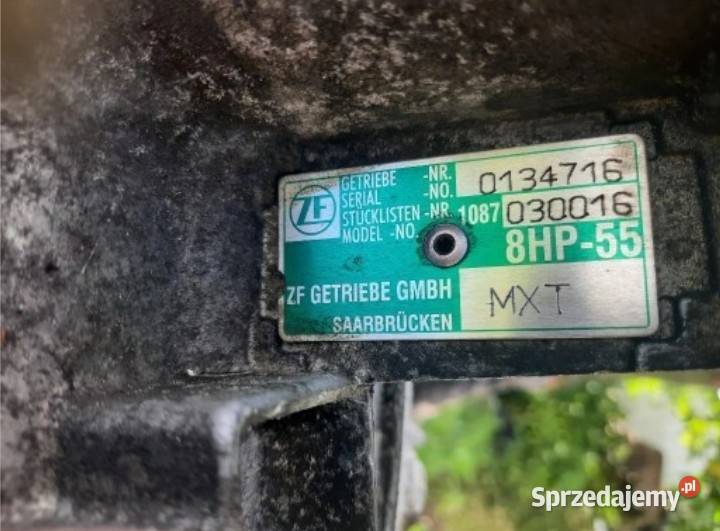 ZF
GETRIEBE -NR. 0134716
SERIAL -NO.
STÜCKLISTEN -NR. 1087 030016
MODEL -NO. 8HP-55
ZF GETRIEBE GMBH MXT
SAARBRÜCKEN
Sprzedajemy.pl